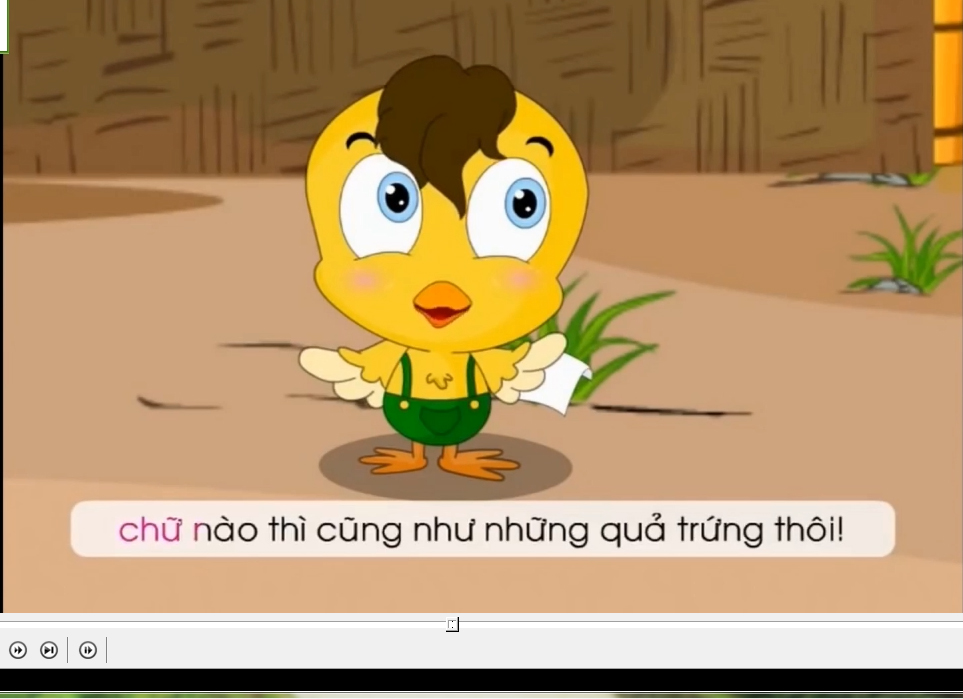 chữ nào thì cũng như những quả trứng thôi!